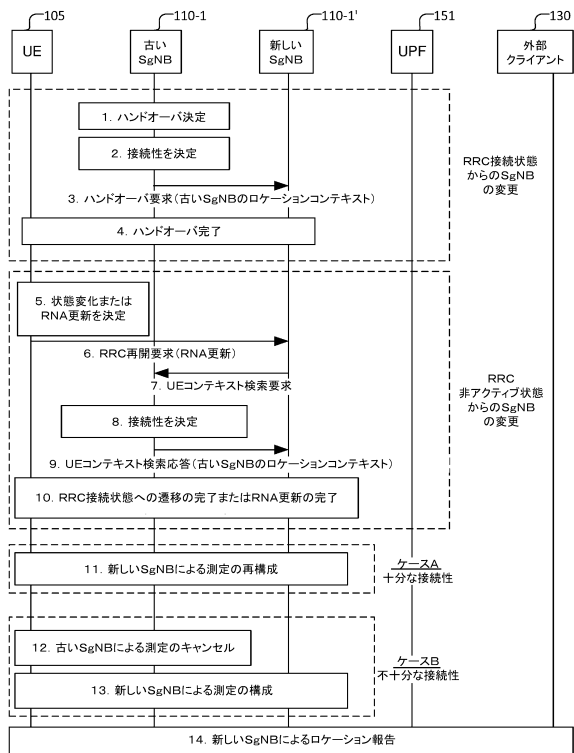 105
110-1
110-1'
151
130
UE
古い
SgNB
新しい
SgNB
UPF
外部
クライアント
1. ハンドオーバ決定
2. 接続性を決定
3. ハンドオーバ要求(古いSgNBのロケーションコンテキスト)
4. ハンドオーバ完了
RRC接続状態
からのSgNB
の変更
5. 状態変化または
RNA更新を決定
6. RRC再開要求(RNA更新)
7. UEコンテキスト検索要求
8. 接続性を決定
9. UEコンテキスト検索応答(古いSgNBのロケーションコンテキスト)
10. RRC接続状態への遷移の完了またはRNA更新の完了
RRC
非アクティブ状態
からのSgNB
の変更
11. 新しいSgNBによる測定の再構成
ケースA
十分な接続性
12. 古いSgNBによる測定のキャンセル
13. 新しいSgNBによる測定の構成
ケースB
不十分な接続性
14. 新しいSgNBによるロケーション報告